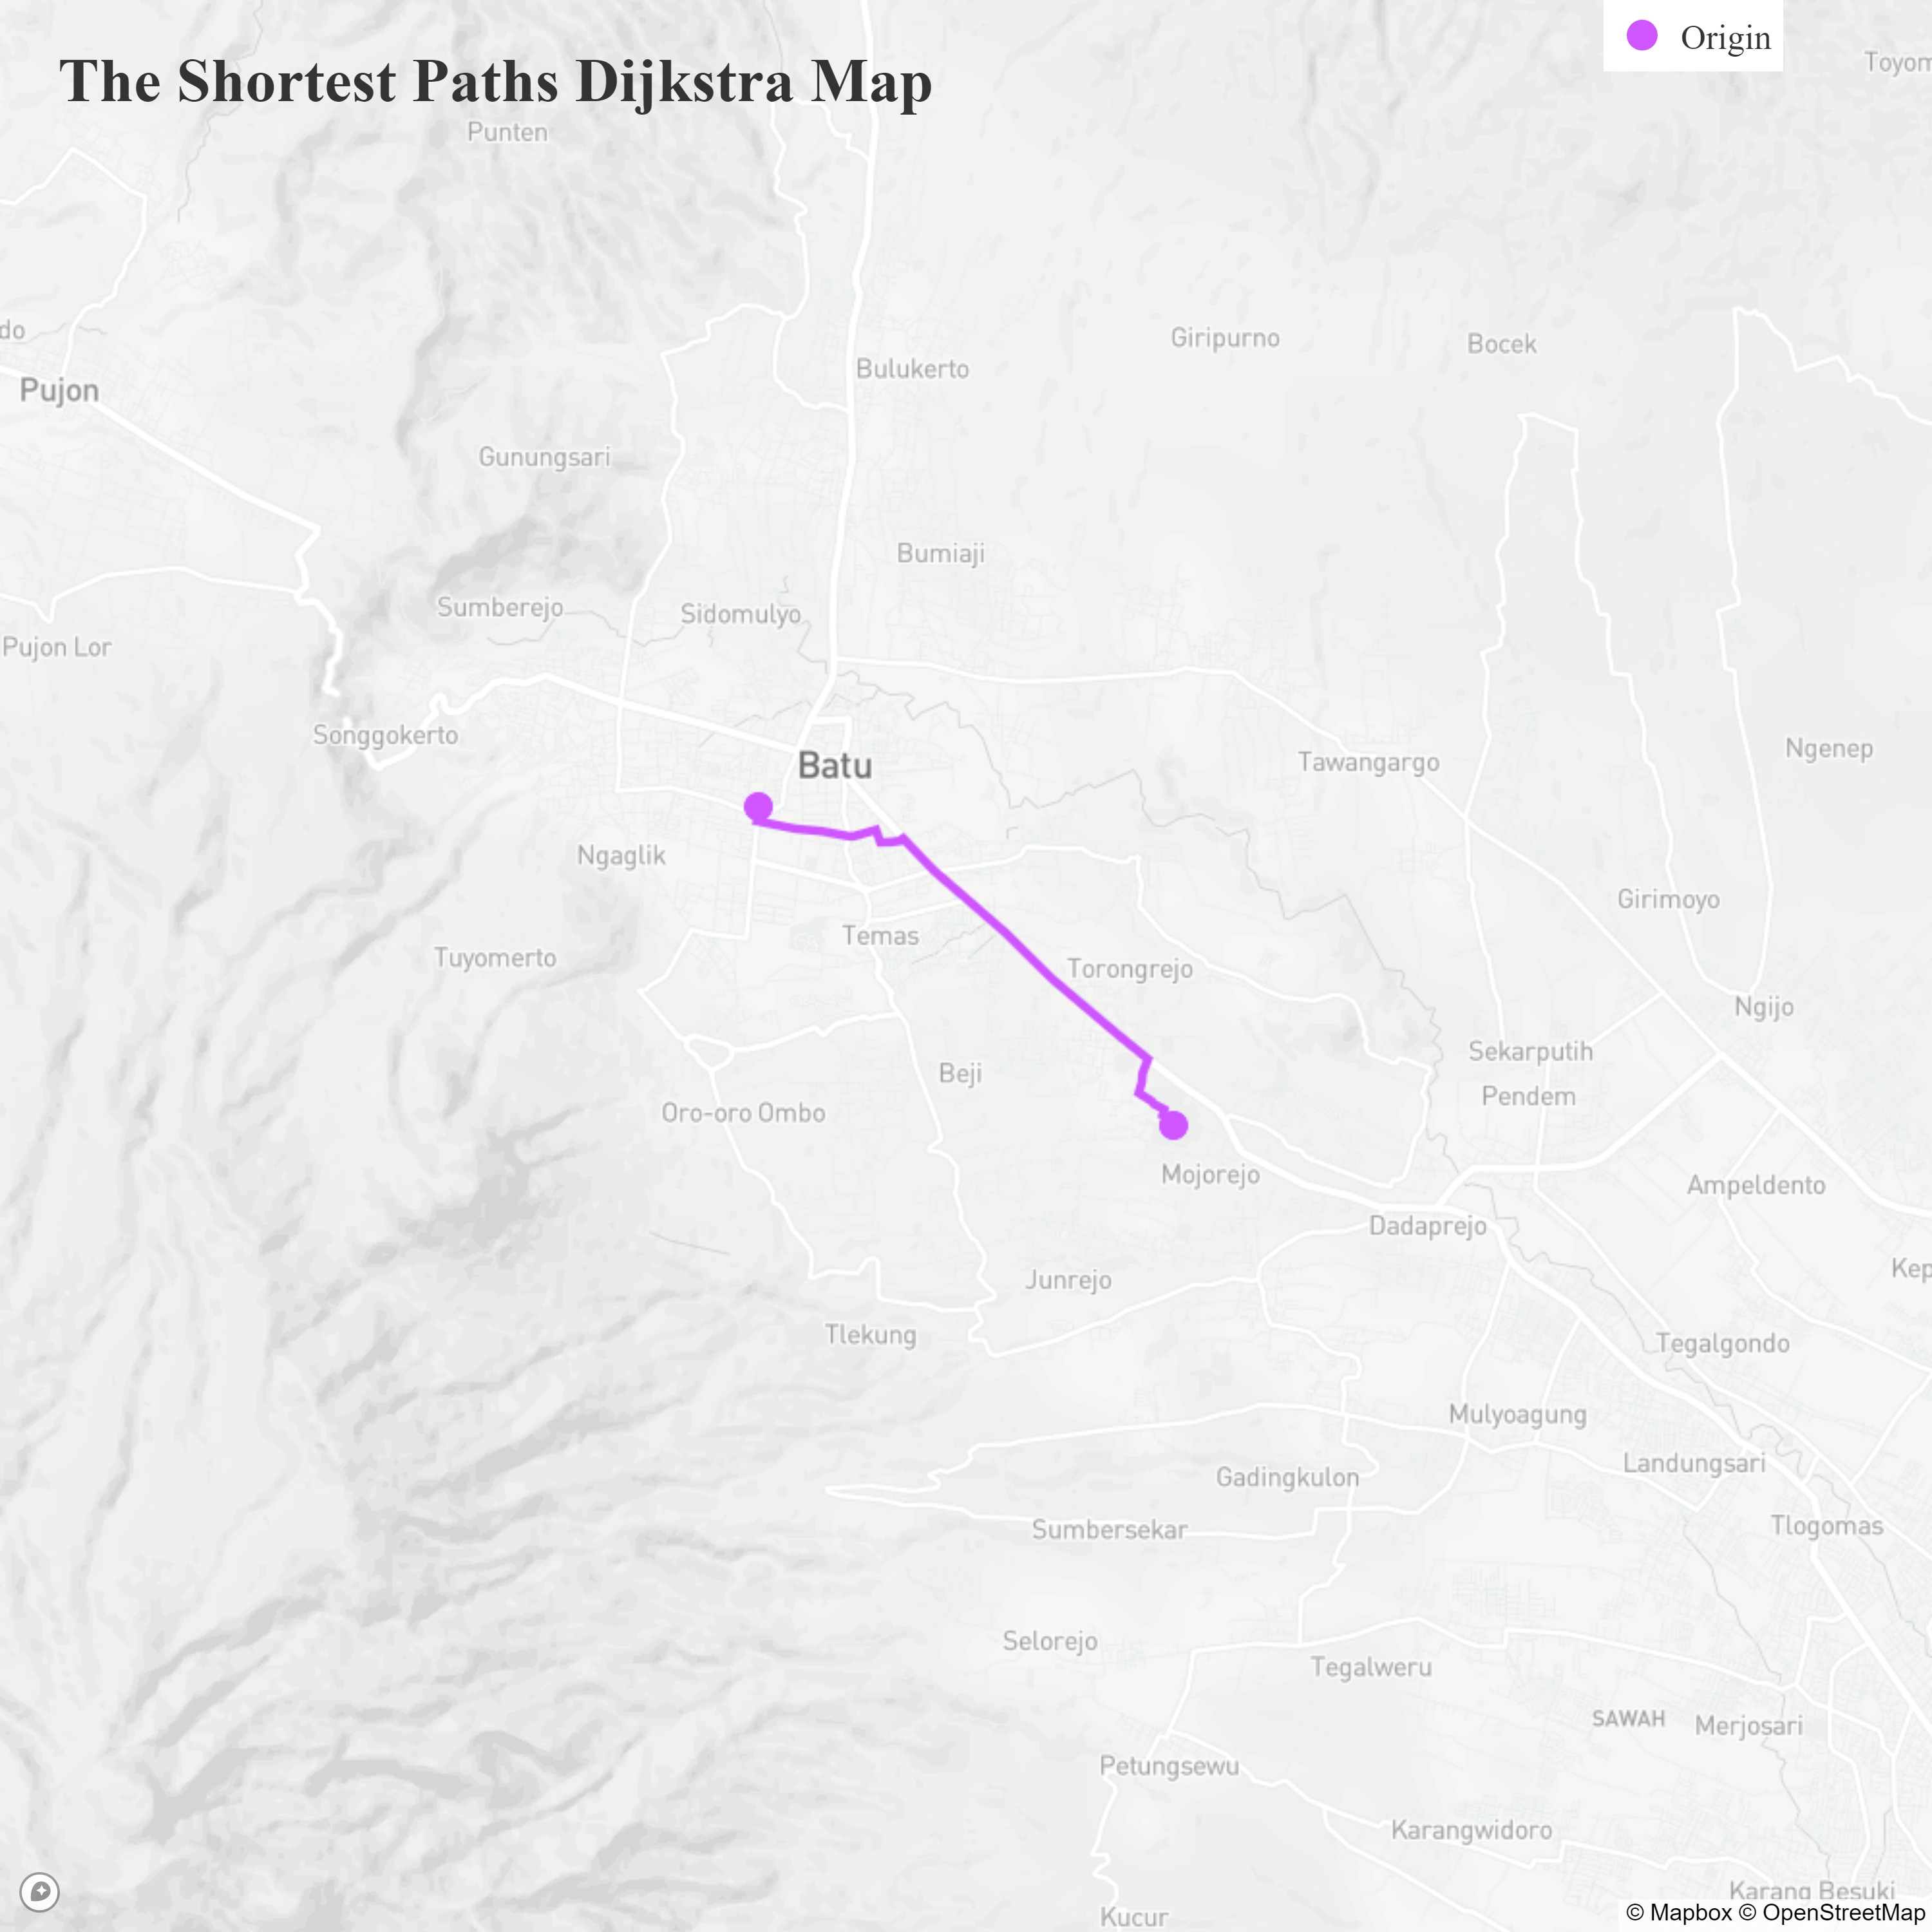 Origin
The Shortest Paths Dijkstra Map
Toyom
Punten
do
Giripurno
Bocek
Bulukerto
Pujon
Gunungsari
Bumiaji
Sumberejo
Sidomulyo
Pujon Lor
Songgokerto
Batu
Tawangargo
Ngenep
Ngaglik
Girimoyo
Temas
Tuyomerto
Torongrejo
Ngijo
Sekarputih
Beji
Pendem
Oro-oro Ombo
Mojorejo
Ampeldento
Dadaprejo
Kep
Junrejo
Tlekung
Tegalgondo
Mulyoagung
Landungsari
Gadingkulon
Sumbersekar
Tlogomas
Selorejo
Tegalweru
SAWAH
Merjosari
Petungsewu
Karangwidoro
Karang Besuki
Kucur
© Mapbox © OpenStreetMap